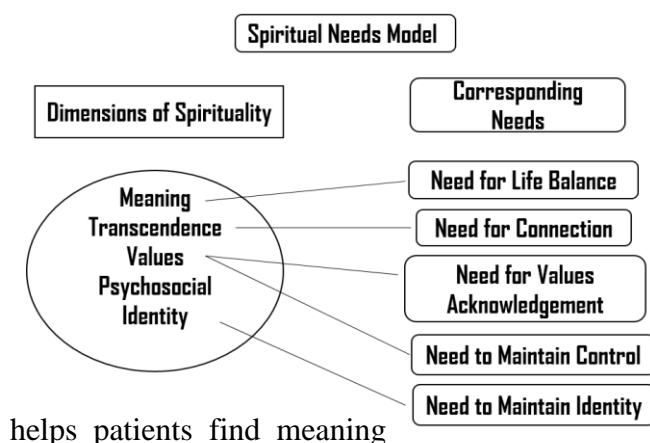 Spiritual Needs Model
Dimensions of Spirituality
Corresponding
Needs
Meaning
Transcendence
Values
Psychosocial
Identity
Need for Life Balance
Need for Connection
Need for Values
Acknowledgement
Need to Maintain Control
Need to Maintain Identity
helps patients find meaning